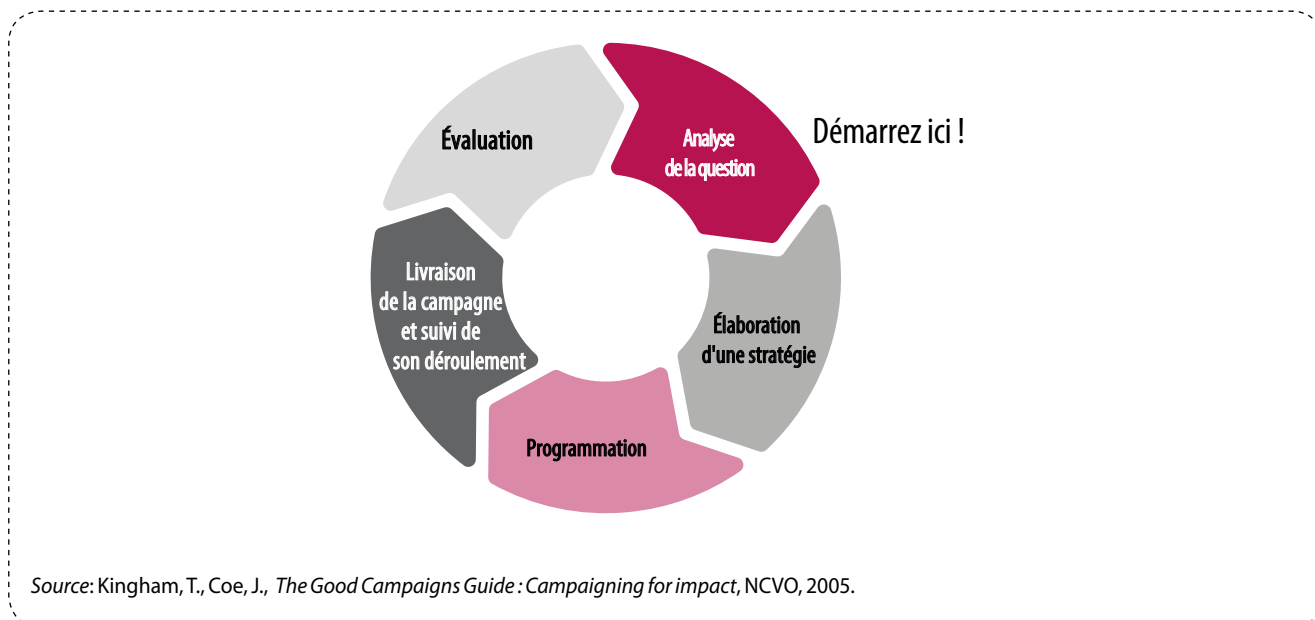 Démarrez ici !
Analyse
de la question
Élaboration
d'une stratégie
Programmation
Livraison
de la campagne
et suivi de
son déroulement
Évaluation
Source: Kingham, T., Coe, J., The Good Campaigns Guide : Campaigning for impact, NCVO, 2005.